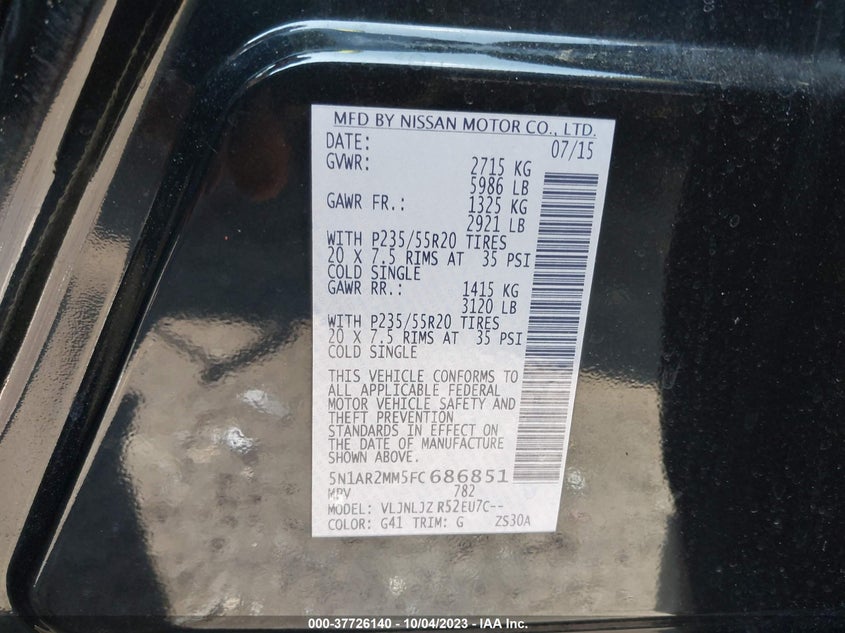 MFD BY NISSAN MOTOR CO., LTD.
DATE: 07/15
GVWR: 2715 KG
5986 LB
GAWR FR.: 1325 KG
2921 LB
WITH P235/55R20 TIRES
20 X 7.5 RIMS AT 35 PSI
COLD SINGLE
GAWR RR.: 1415 KG
3120 LB
WITH P235/55R20 TIRES
20 X 7.5 RIMS AT 35 PSI
COLD SINGLE
THIS VEHICLE CONFORMS TO
ALL APPLICABLE FEDERAL
MOTOR VEHICLE SAFETY AND
THEFT PREVENTION
STANDARDS IN EFFECT ON
THE DATE OF MANUFACTURE
SHOWN ABOVE.
5N1AR2MM5FC686851
MPV 782
MODEL: VLJNLJZ R52EU7C--
COLOR: G41 TRIM: G ZS30A
000-37726140 - 10/04/2023 - IAA Inc.